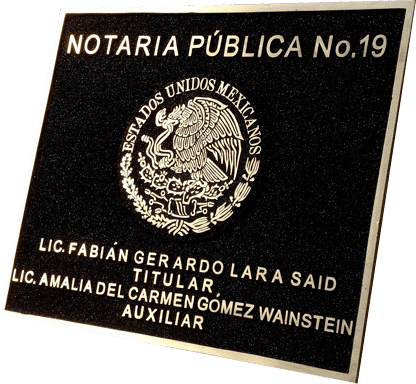 NOTARIA PÚBLICA No.19
ESTADOS UNIDOS MEXICANOS
LIC. FABIÁN GERARDO LARA SAID
TITULAR
LIC. AMALIA DEL CARMEN GÓMEZ WAINSTEIN
AUXILIAR